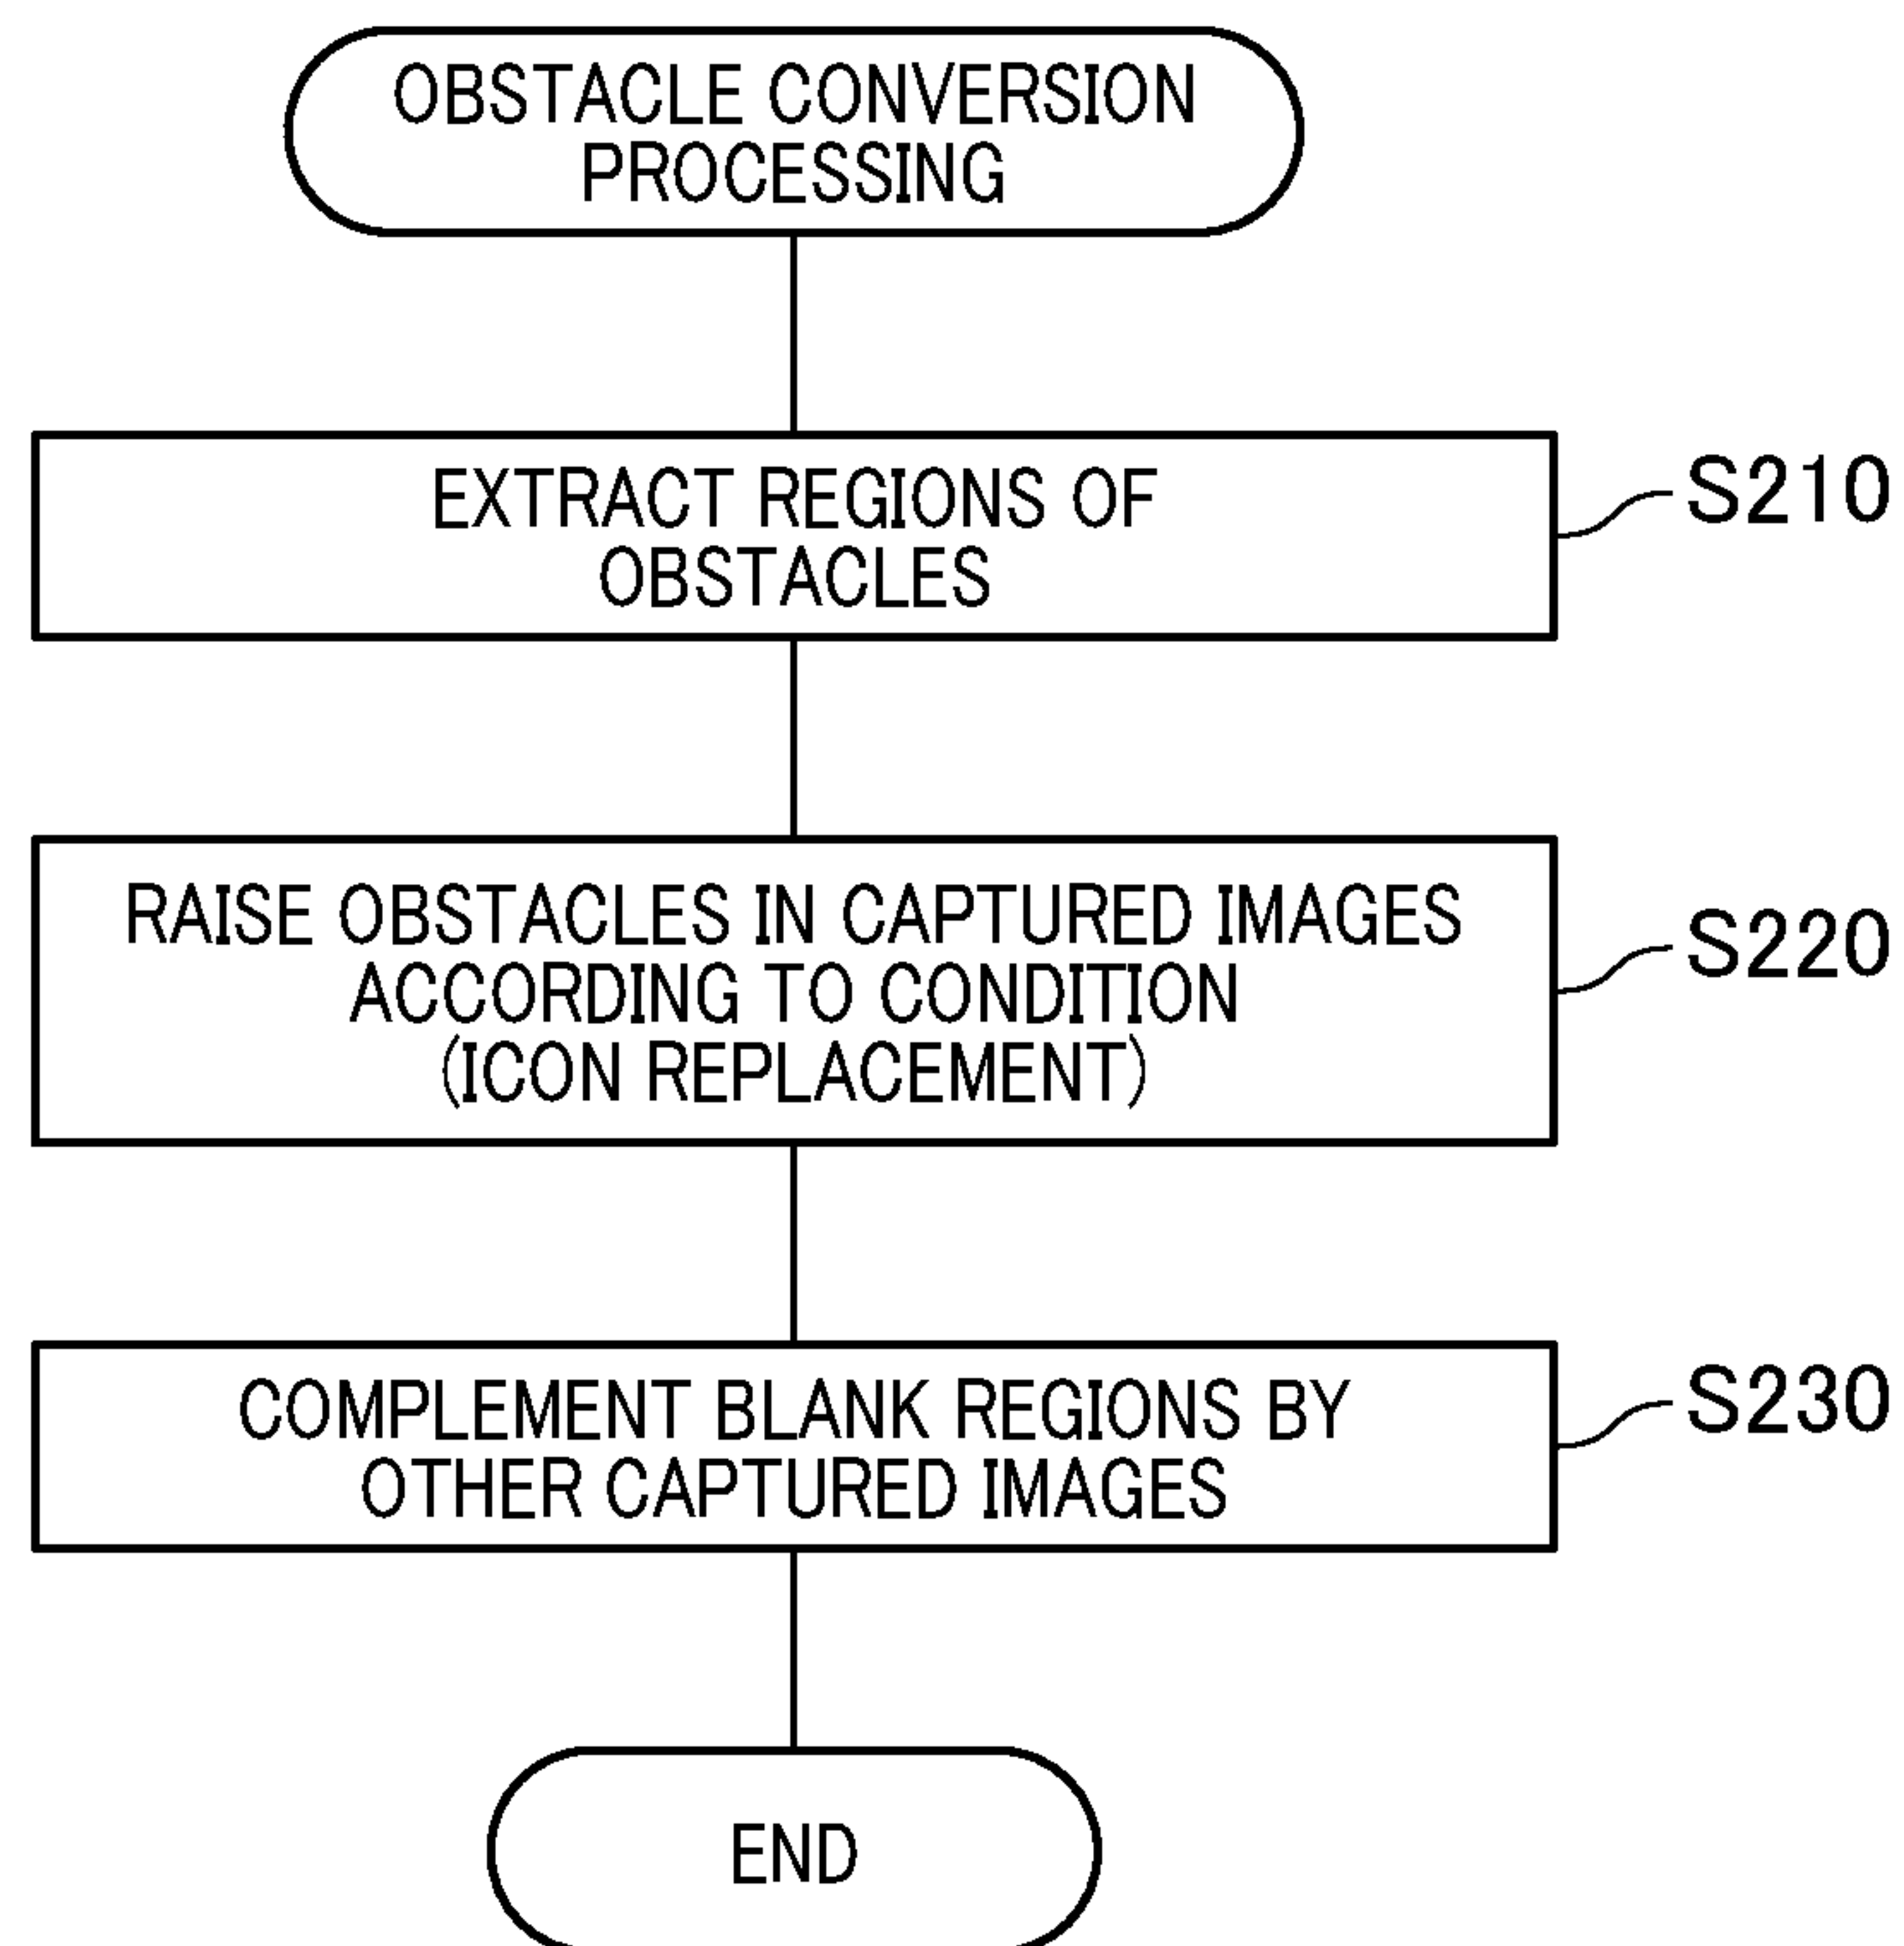 OBSTACLE CONVERSION
PROCESSING
EXTRACT REGIONS OF
OBSTACLES
S210
RAISE OBSTACLES IN CAPTURED IMAGES
ACCORDING TO CONDITION
(ICON REPLACEMENT)
S220
COMPLEMENT BLANK REGIONS BY
OTHER CAPTURED IMAGES
S230
END